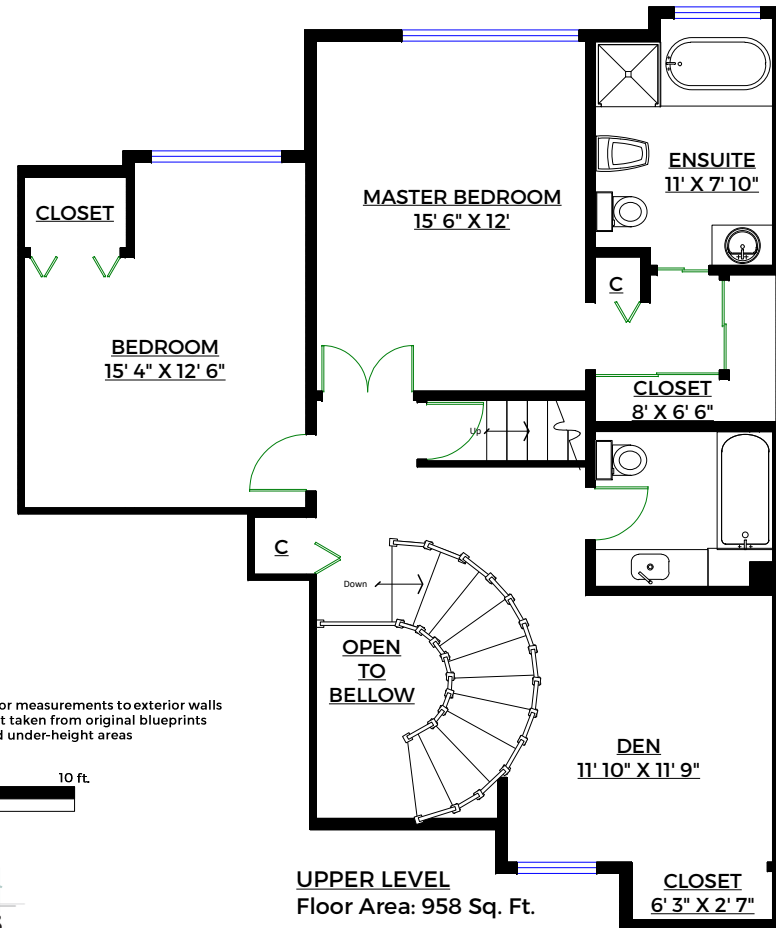 ENSUITE
11' X 7' 10"
MASTER BEDROOM
15' 6" X 12'
CLOSET
C
BEDROOM
15' 4" X 12' 6"
CLOSET
8' X 6' 6"
Up
C
Down
OPEN
TO
BELLOW
or measurements to exterior walls
t taken from original blueprints
d under-height areas
DEN
11' 10" X 11' 9"
10 ft.
UPPER LEVEL
Floor Area: 958 Sq. Ft.
CLOSET
6' 3" X 2' 7"